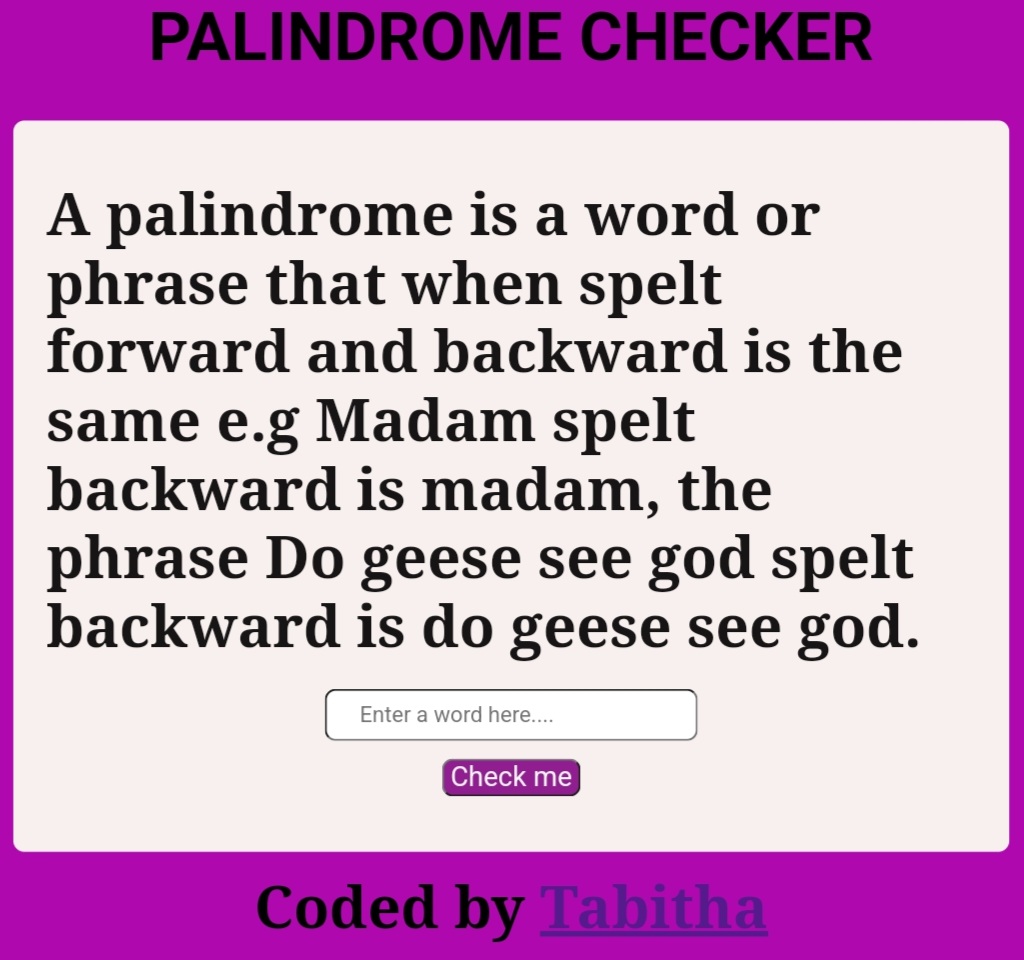 PALINDROME CHECKER
A palindrome is a word or
phrase that when spelt
forward and backward is the
same e.g Madam spelt
backward is madam, the
phrase Do geese see god spelt
backward is do geese see god.
Enter a word here....
Check me
Coded by Tabitha